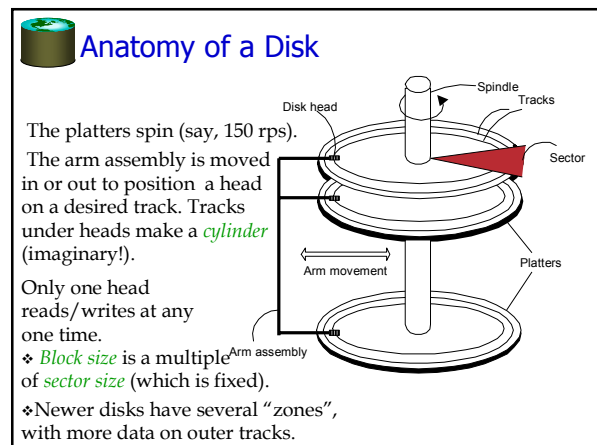 Anatomy of a Disk
The platters spin (say, 150 rps).
The arm assembly is moved
in or out to position a head
on a desired track. Tracks
under heads make a cylinder
(imaginary!).
Only one head
reads/writes at any
one time.
❖ Block size is a multiple
of sector size (which is fixed).
❖Newer disks have several “zones”,
with more data on outer tracks.
Spindle
Tracks
Disk head
Sector
Platters
Arm movement
Arm assembly